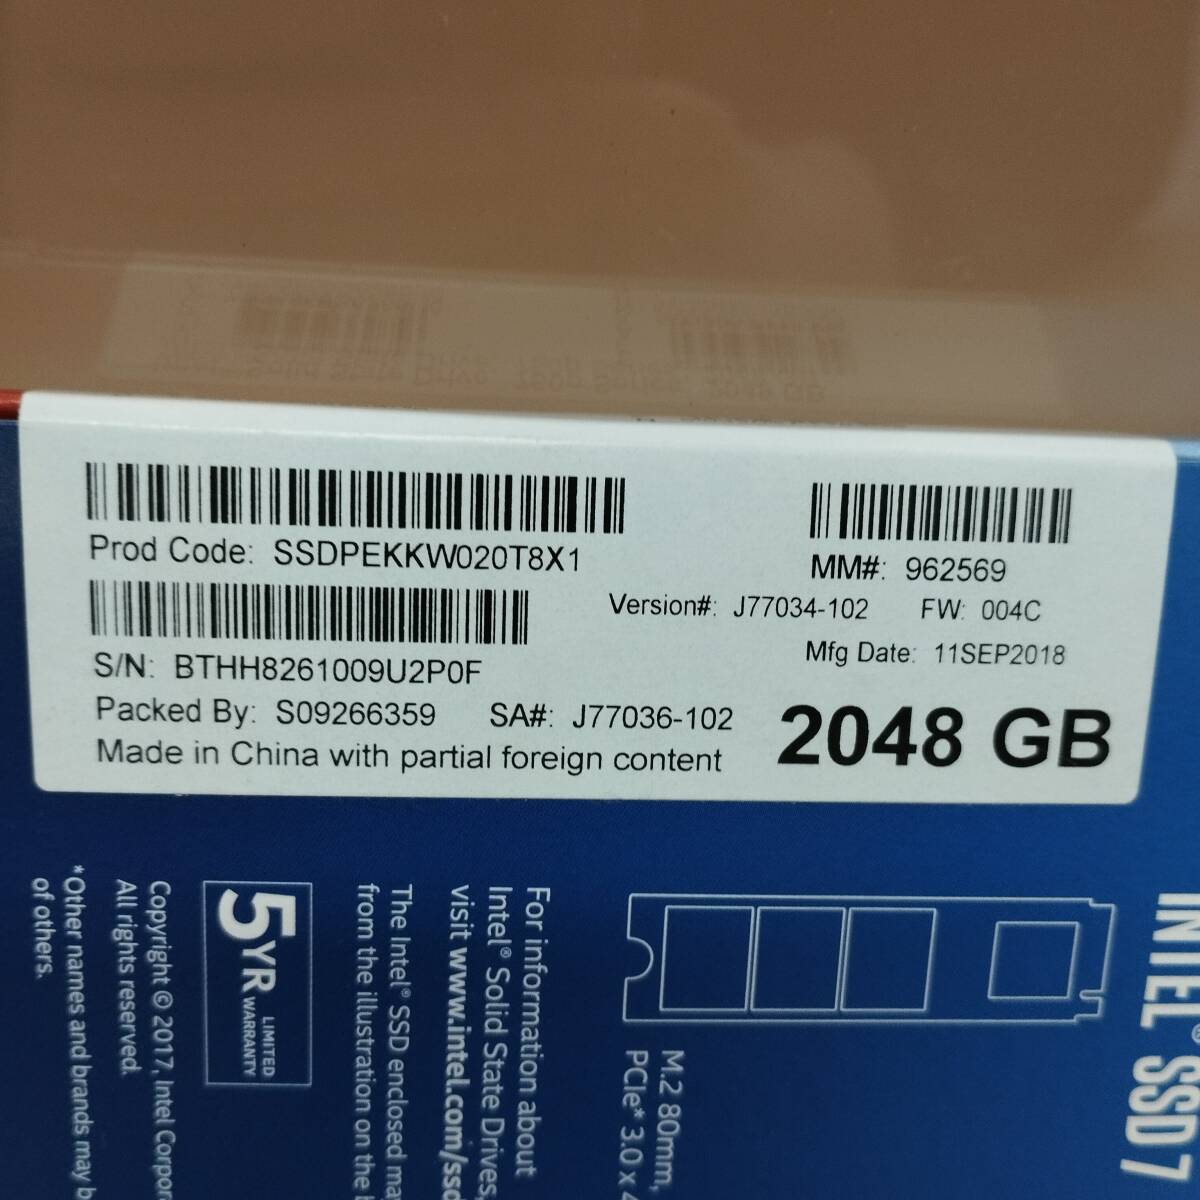 Prod Code: SSDPEKKW020T8X1
MM#: 962569
Version#: J77034-102 FW: 004C
S/N: BTHH8261009U2P0F
Mfg Date: 11SEP2018
Packed By: S09266359 SA#: J77036-102
Made in China with partial foreign content
2048 GB
INTEL® SSD 7
M.2 80mm,
PCIe* 3.0 x 4
For information about
Intel® Solid State Drives,
visit www.intel.com/ssd
The Intel® SSD enclosed ma
from the illustration on the
5YR LIMITED
WARRANTY
Copyright © 2017, Intel Corpor
All rights reserved.
*Other names and brands may b
of others.